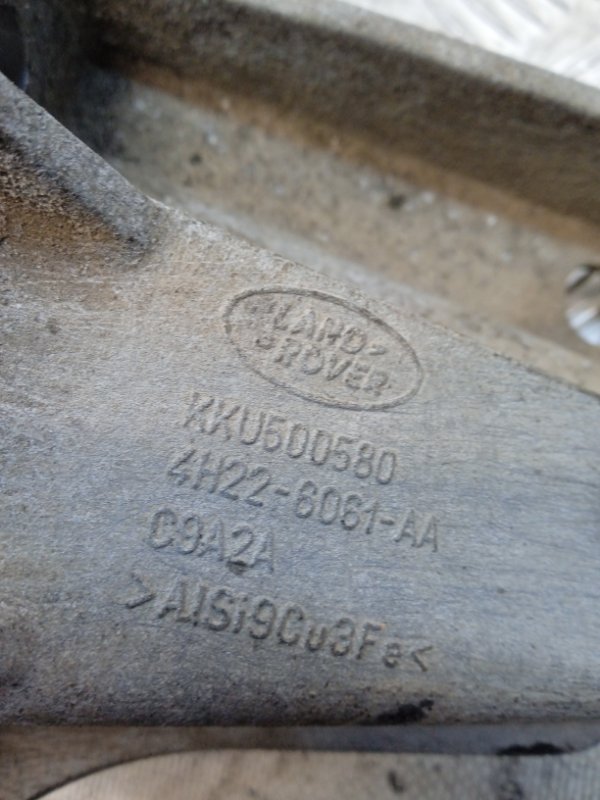 LAND
ROVER
KKU500580
4H22-6061-AA
C9A2A
>AlSi9Cu3Fe<